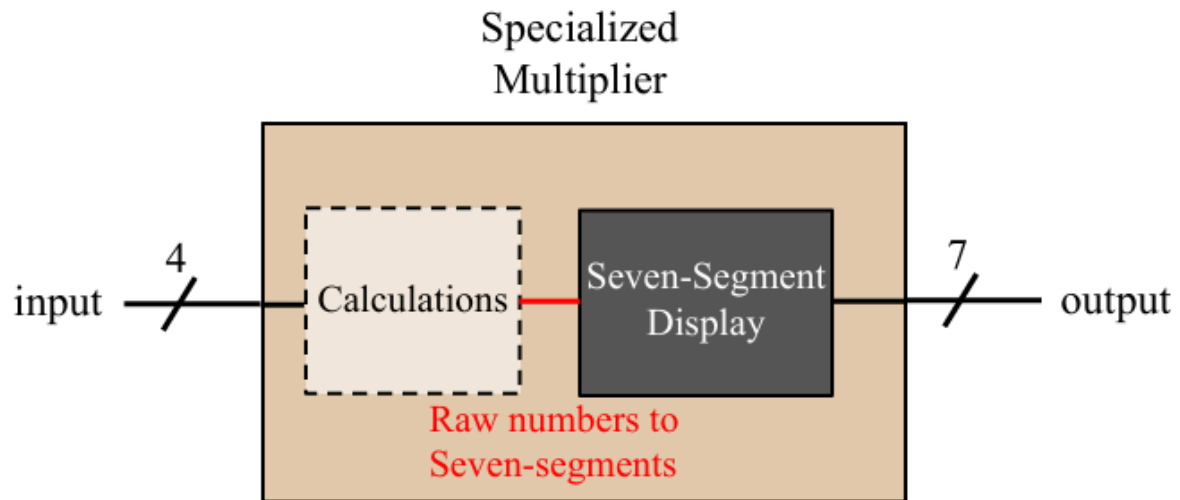 Specialized
Multiplier
4
7
input
Calculations
Seven-Segment
Display
output
Raw numbers to
Seven-segments